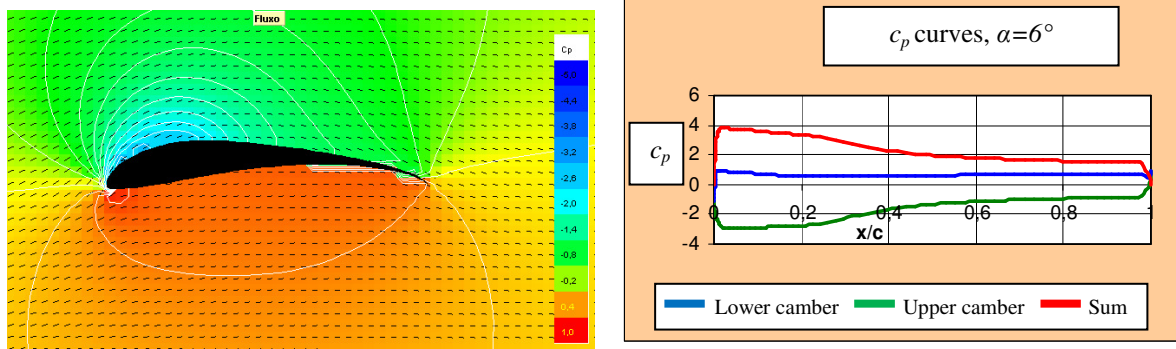 Fluxo
Cp
-5,0
-4,4
-3,8
-3,2
-2,6
-2,0
-1,4
-0,8
-0,2
0,4
1,0
c_p curves, α=6°
c_p
6
4
2
0
-2
-4
0 0,2 0,4 0,6 0,8 1
x/c
Lower camber Upper camber Sum